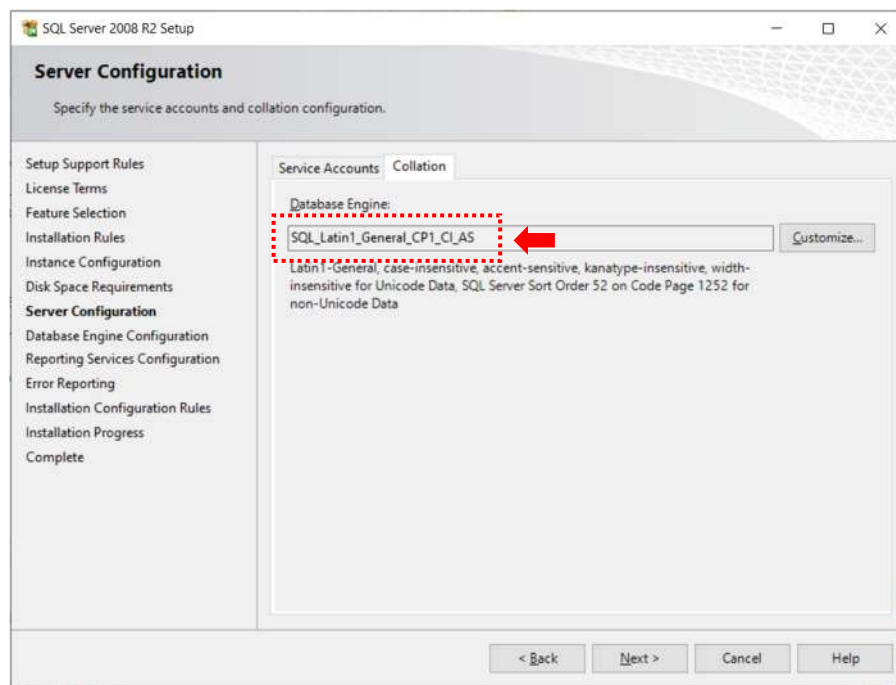 SQL Server 2008 R2 Setup
Server Configuration
Specify the service accounts and collation configuration.
Setup Support Rules
License Terms
Feature Selection
Installation Rules
Instance Configuration
Disk Space Requirements
Server Configuration
Database Engine Configuration
Reporting Services Configuration
Error Reporting
Installation Configuration Rules
Installation Progress
Complete
Service Accounts
Collation
Database Engine:
SQL_Latin1_General_CP1_CI_AS
Customize...
Latin1-General, case-insensitive, accent-sensitive, kanatype-insensitive, width-
insensitive for Unicode Data, SQL Server Sort Order 52 on Code Page 1252 for
non-Unicode Data
< Back
Next >
Cancel
Help